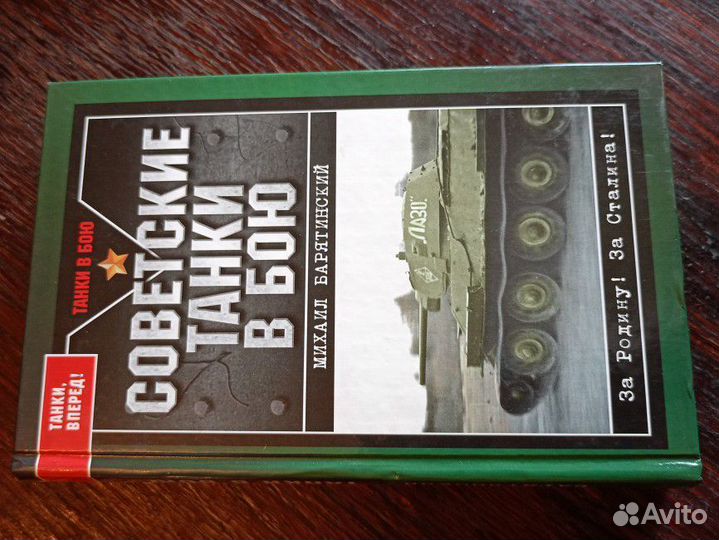 ТАНКИ,
ВПЕРЕД!
ТАНКИ В БОЮ
СОВЕТСКИЕ
ТАНКИ
В БОЮ
МИХАИЛ БАРЯТИНСКИЙ
"ЛАЗО"
За Родину! За Сталина!
Avito